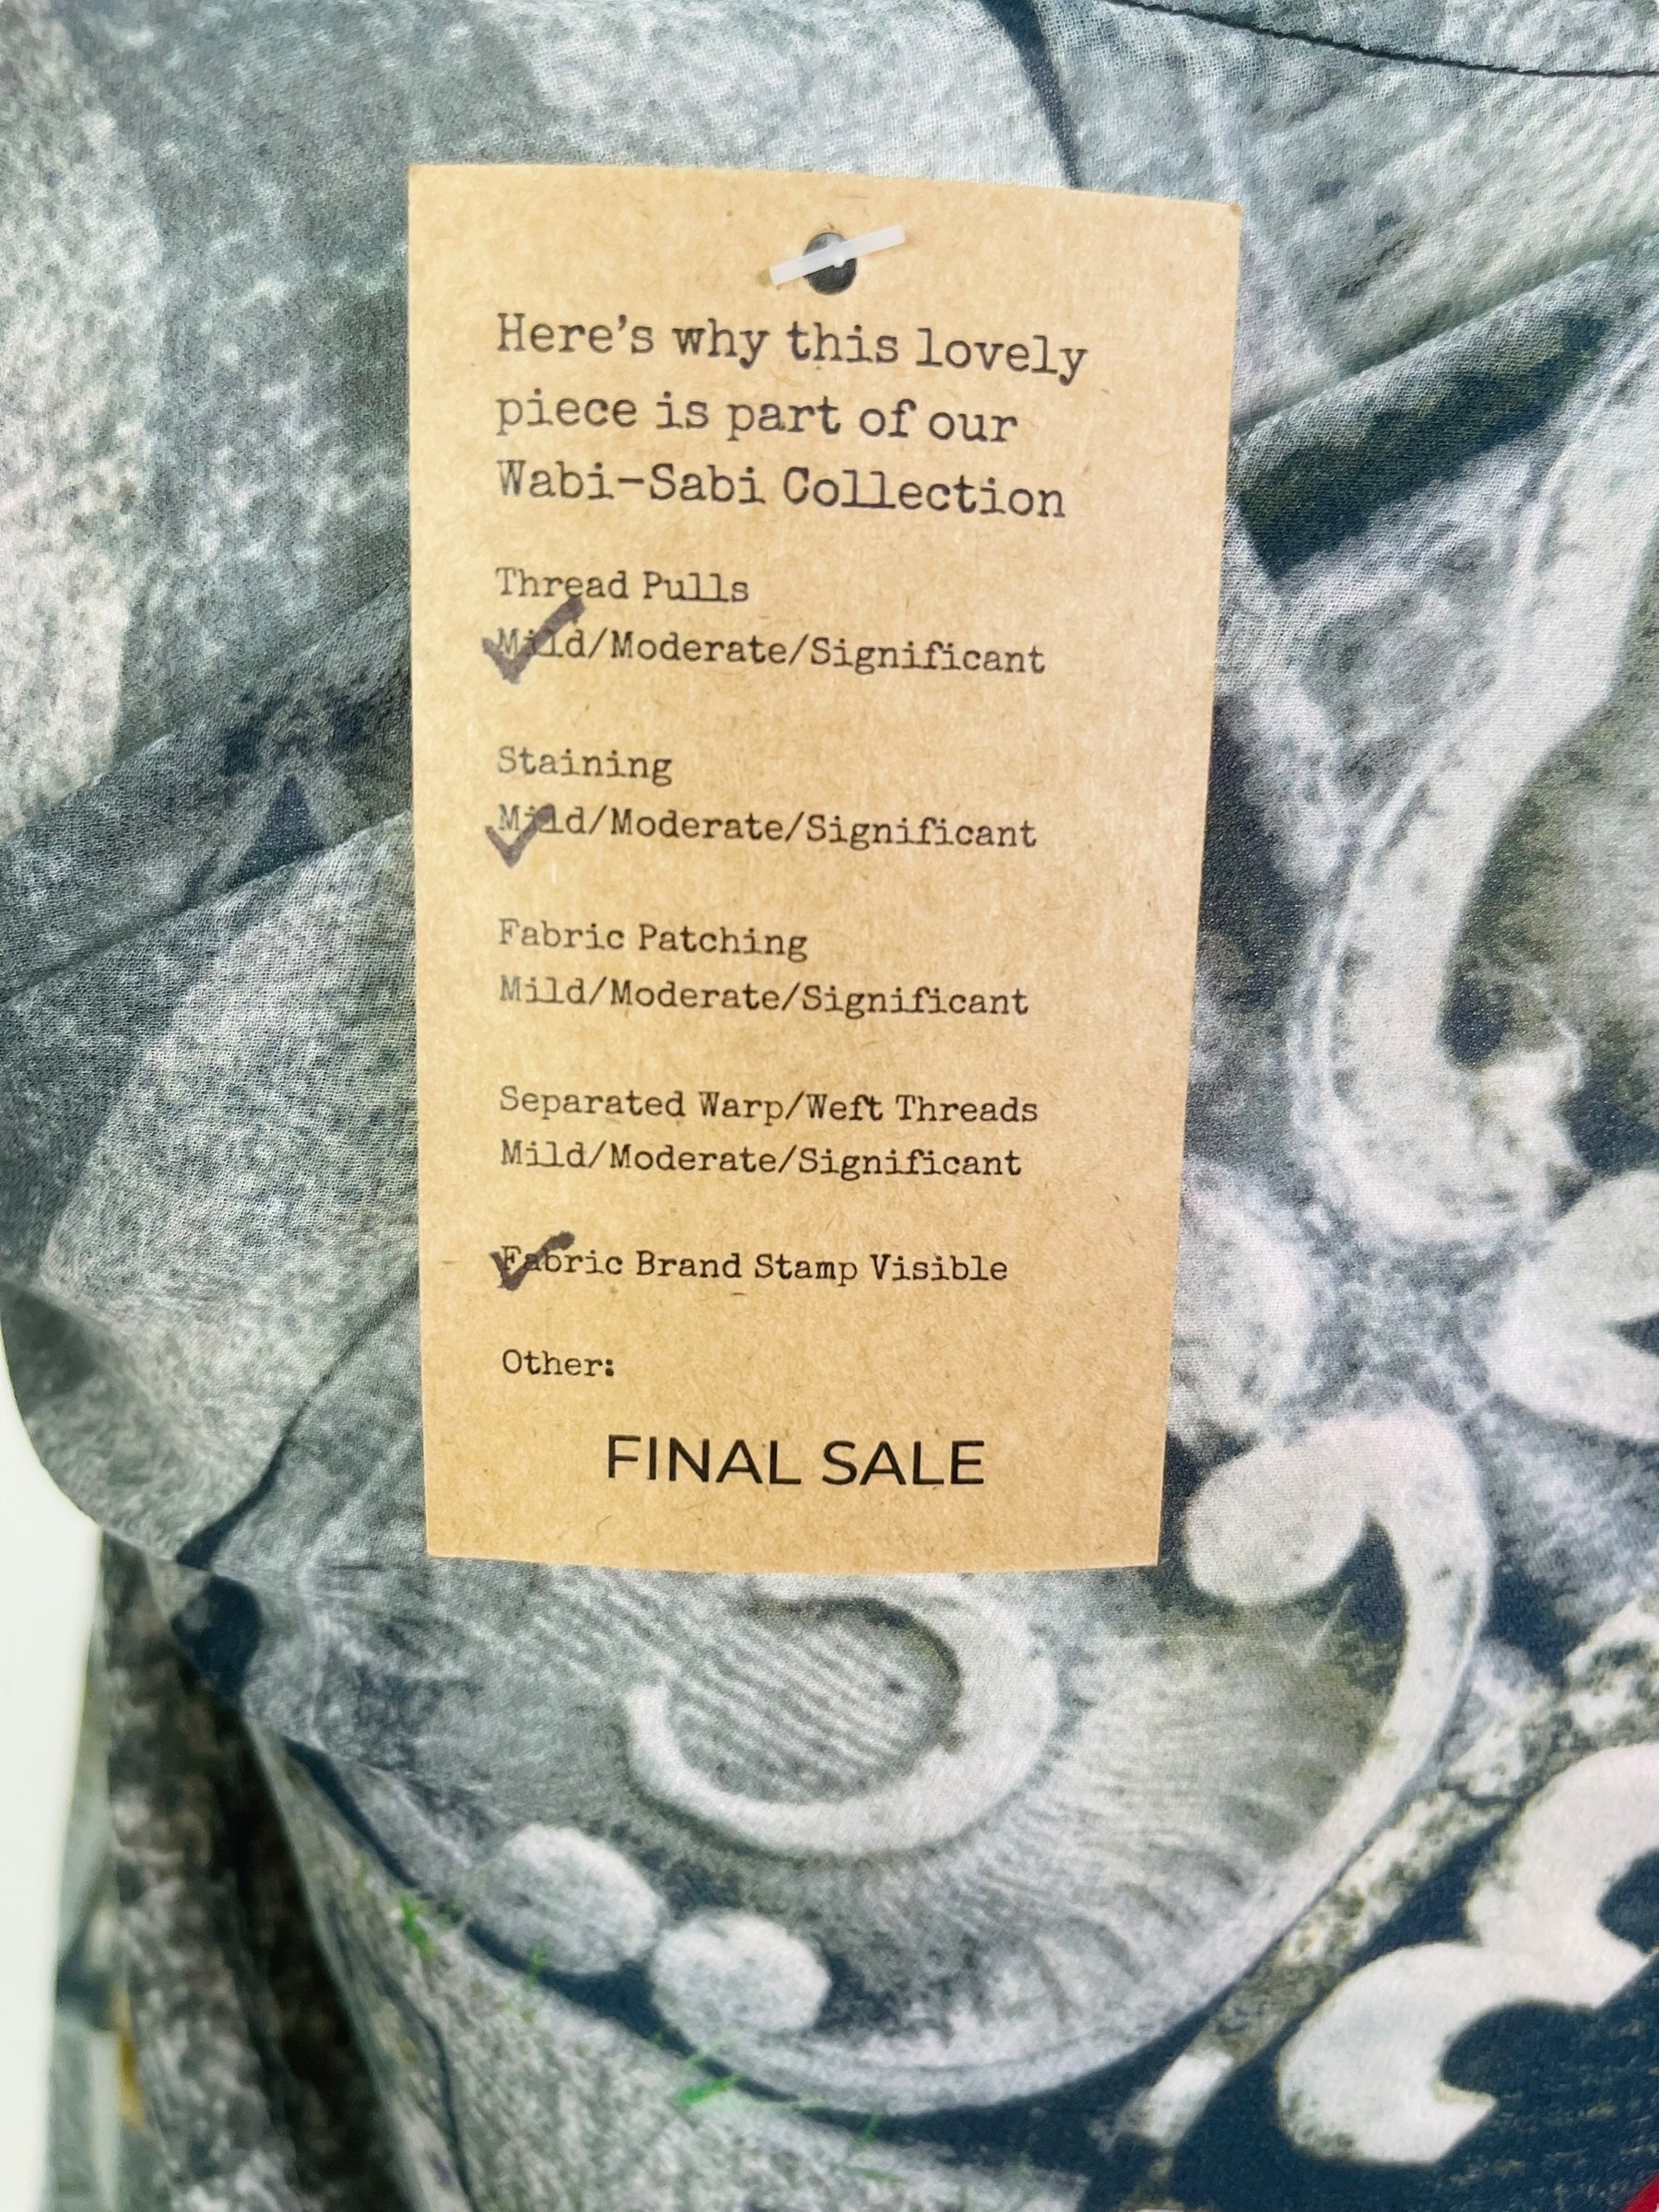 Here's why this lovely
piece is part of our
Wabi-Sabi Collection
Thread Pulls
Mild/Moderate/Significant
Staining
Mild/Moderate/Significant
Fabric Patching
Mild/Moderate/Significant
Separated Warp/Weft Threads
Mild/Moderate/Significant
Fabric Brand Stamp Visible
Other:
FINAL SALE